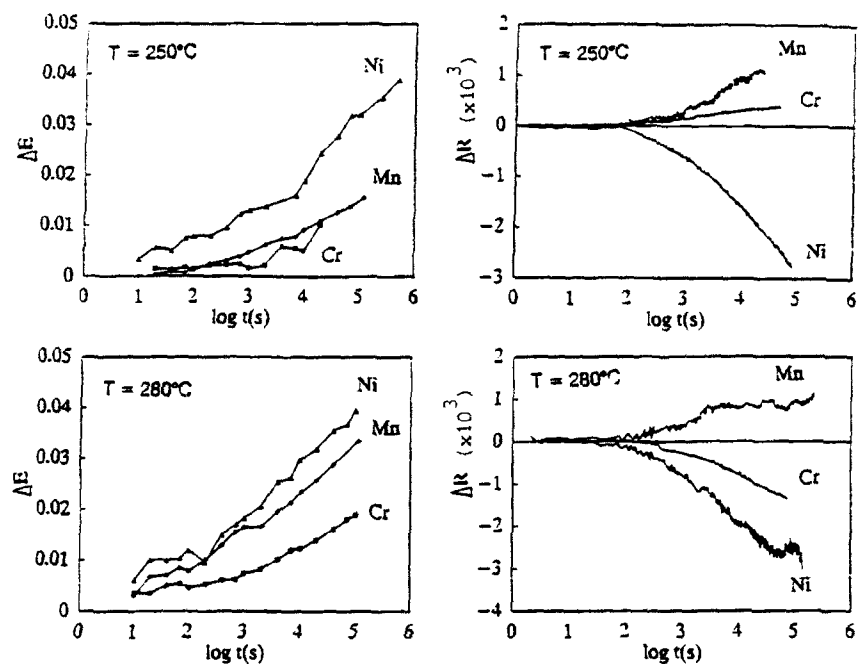 T = 250°C
ΔE
0.05
0.04
0.03
0.02
0.01
0
Ni
Mn
Cr
0 1 2 3 4 5 6
log t(s)
T = 250°C
ΔR (×10³)
2
1
0
−1
−2
−3
Mn
Cr
Ni
0 1 2 3 4 5 6
log t(s)
T = 280°C
ΔE
0.05
0.04
0.03
0.02
0.01
0
Ni
Mn
Cr
0 1 2 3 4 5 6
log t(s)
T = 280°C
ΔR (×10³)
2
1
0
−1
−2
−3
−4
Mn
Cr
Ni
0 1 2 3 4 5 6
log t(s)